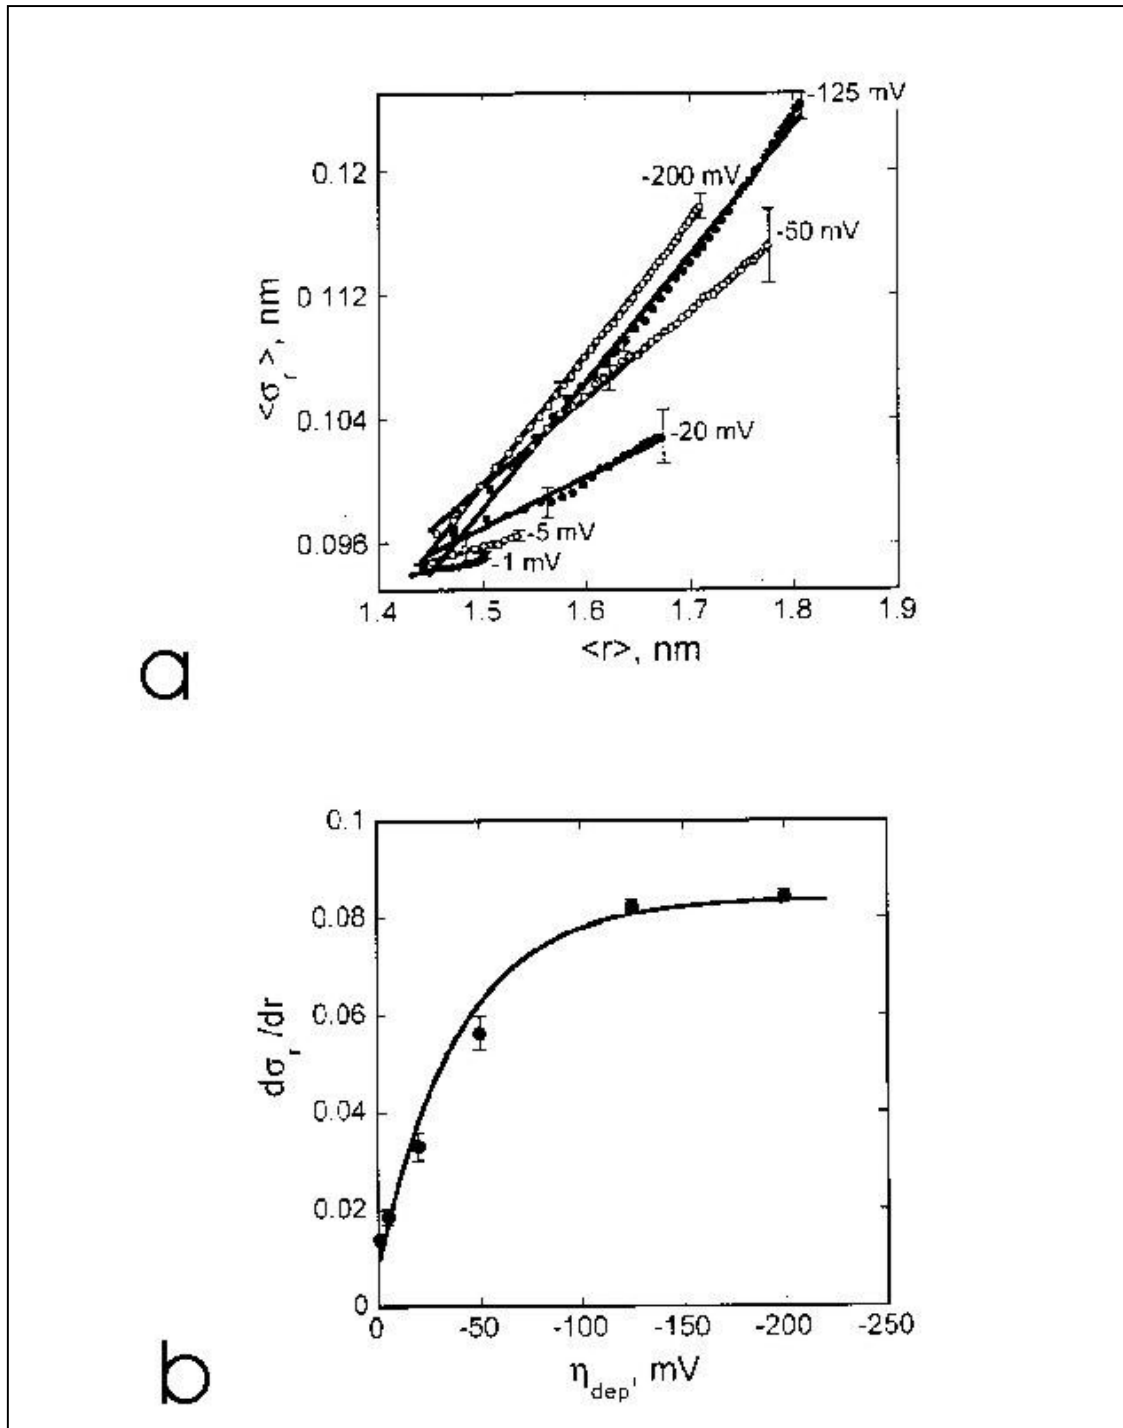 -125 mV
0.12
-200 mV
-50 mV
0.112
<σr>, nm
0.104
-20 mV
0.096
-5 mV
-1 mV
1.4 1.5 1.6 1.7 1.8 1.9
<r>, nm
a
0.1
0.08
0.06
dσr/dr
0.04
0.02
0
0 -50 -100 -150 -200 -250
ηdep, mV
b